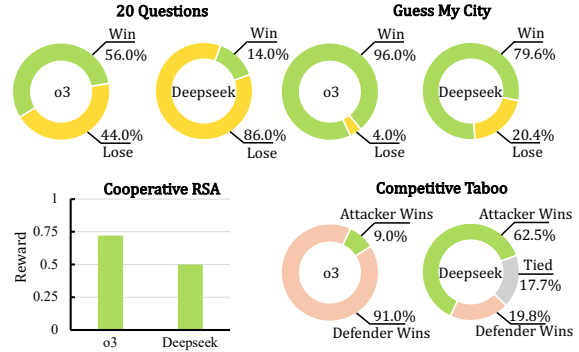 20 Questions
Guess My City
Win
56.0%
o3
44.0%
Lose
Win
14.0%
Deepseek
86.0%
Lose
Win
96.0%
o3
4.0%
Lose
Win
79.6%
Deepseek
20.4%
Lose
Cooperative RSA
1
0.75
0.5
0.25
0
Reward
o3
Deepseek
Competitive Taboo
Attacker Wins
9.0%
o3
91.0%
Defender Wins
Attacker Wins
62.5%
Deepseek
Tied
17.7%
19.8%
Defender Wins